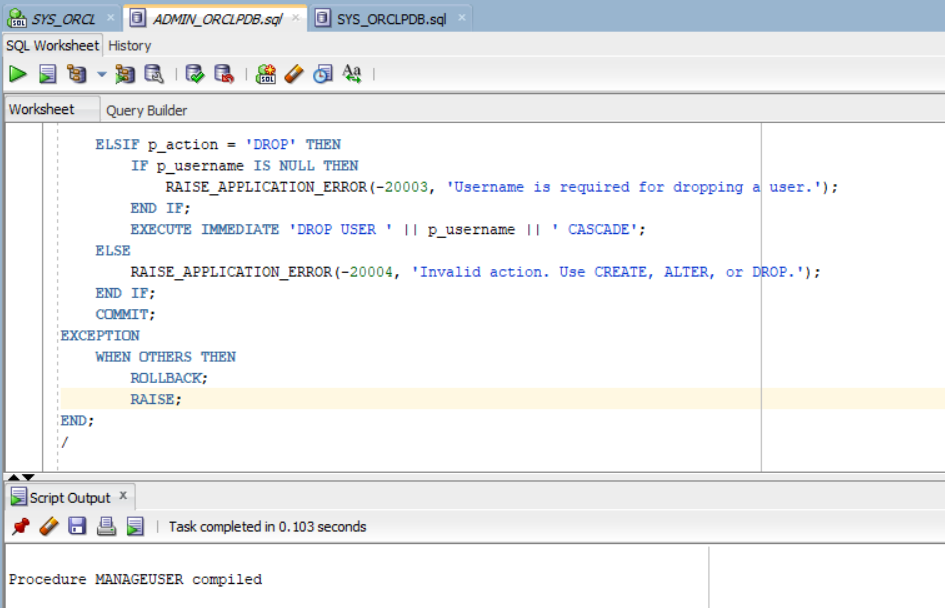 SYS_ORCL × ADMIN_ORCLPDB.sql × SYS_ORCLPDB.sql ×
SQL Worksheet History
SQL Aa
Worksheet Query Builder
ELSIF p_action = 'DROP' THEN
IF p_username IS NULL THEN
RAISE_APPLICATION_ERROR(-20003, 'Username is required for dropping a user.');
END IF;
EXECUTE IMMEDIATE 'DROP USER ' || p_username || ' CASCADE';
ELSE
RAISE_APPLICATION_ERROR(-20004, 'Invalid action. Use CREATE, ALTER, or DROP.');
END IF;
COMMIT;
EXCEPTION
WHEN OTHERS THEN
ROLLBACK;
RAISE;
END;
/
Script Output ×
Task completed in 0.103 seconds
Procedure MANAGEUSER compiled